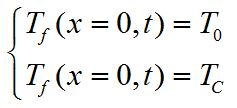 T_f (x = 0, t) = T_0
T_f (x = 0, t) = T_C